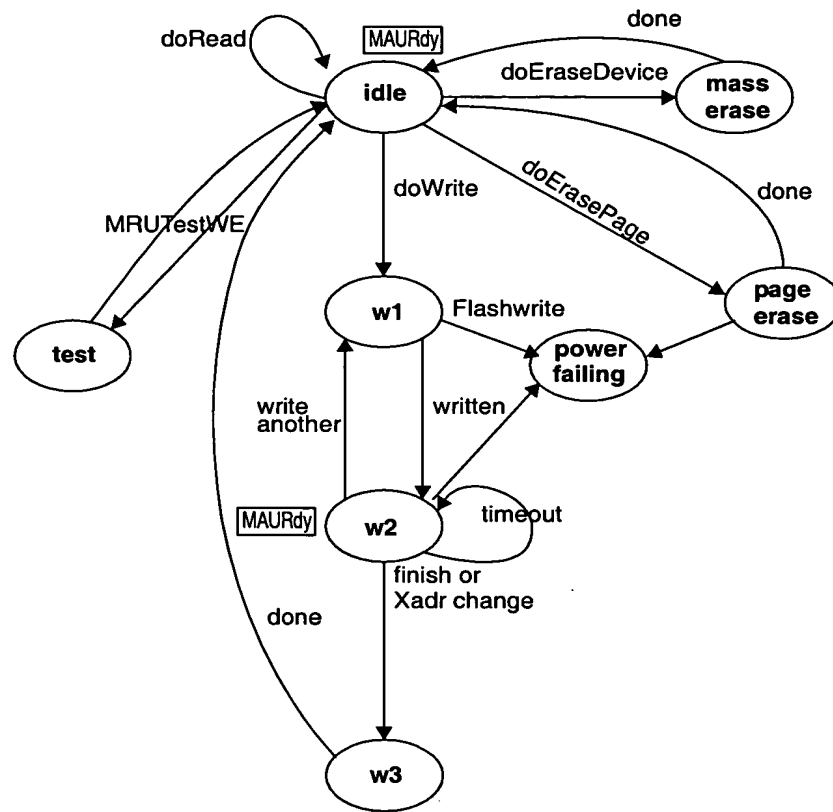 done
doRead
MAURdy
doEraseDevice
idle
mass
erase
doErasePage
doWrite
done
MRUTestWE
w1
Flashwrite
page
erase
test
power
failing
write
another
written
MAURdy
w2
timeout
finish or
Xadr change
done
w3